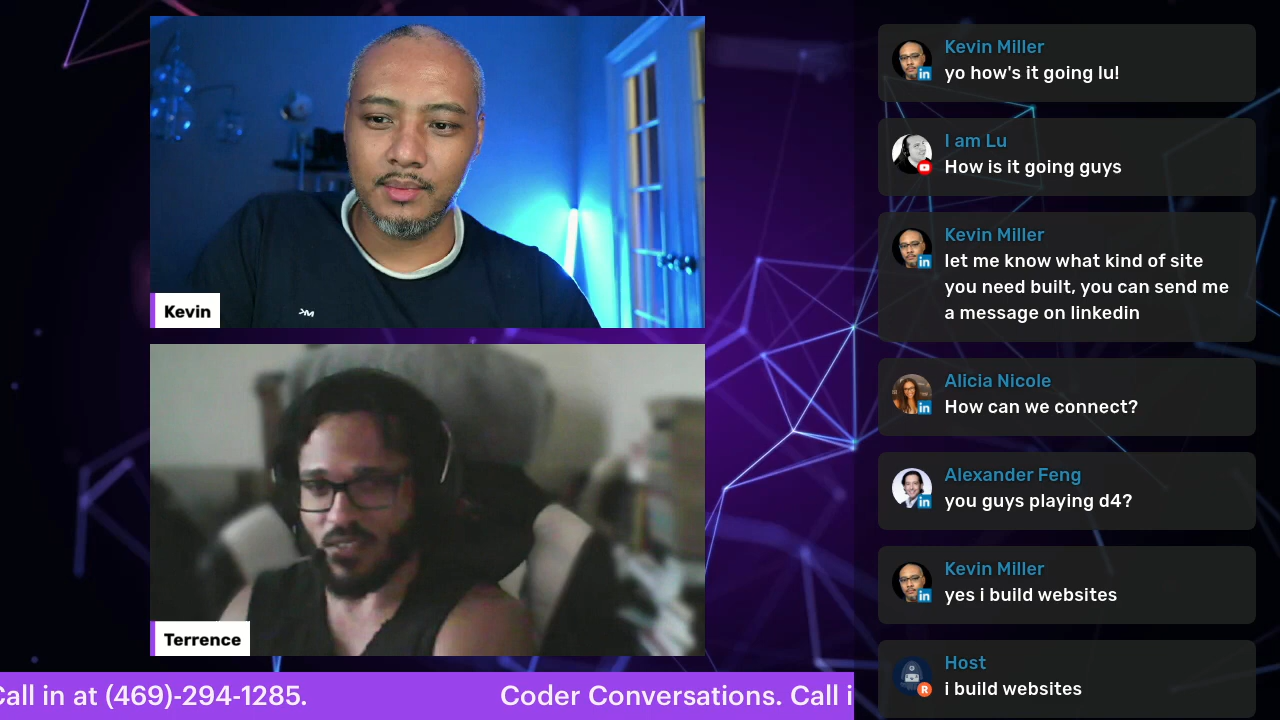 Kevin
Terrence
Call in at (469)-294-1285.
Coder Conversations. Call i
Kevin Miller
yo how's it going lu!
I am Lu
How is it going guys
Kevin Miller
let me know what kind of site
you need built, you can send me
a message on linkedin
Alicia Nicole
How can we connect?
Alexander Feng
you guys playing d4?
Kevin Miller
yes i build websites
Host
i build websites